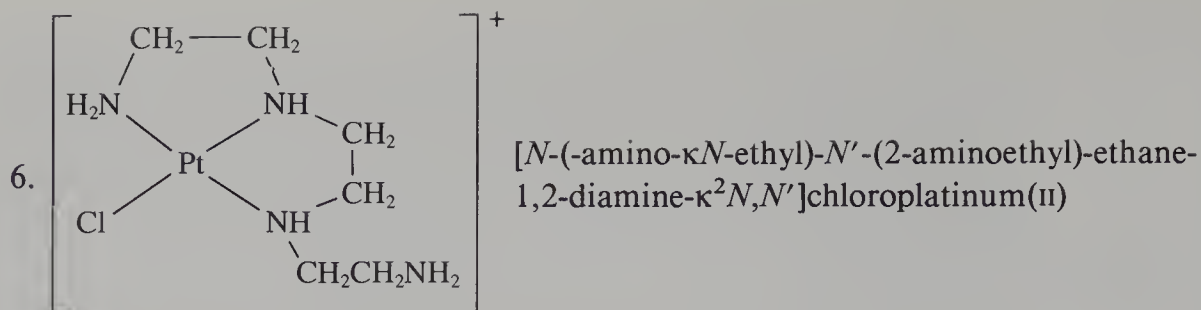 +
CH₂—CH₂
H₂N NH
CH₂
6. Pt
[N-(-amino-κN-ethyl)-N′-(2-aminoethyl)-ethane-
CH₂
1,2-diamine-κ²N,N′]chloroplatinum(II)
Cl NH
CH₂CH₂NH₂